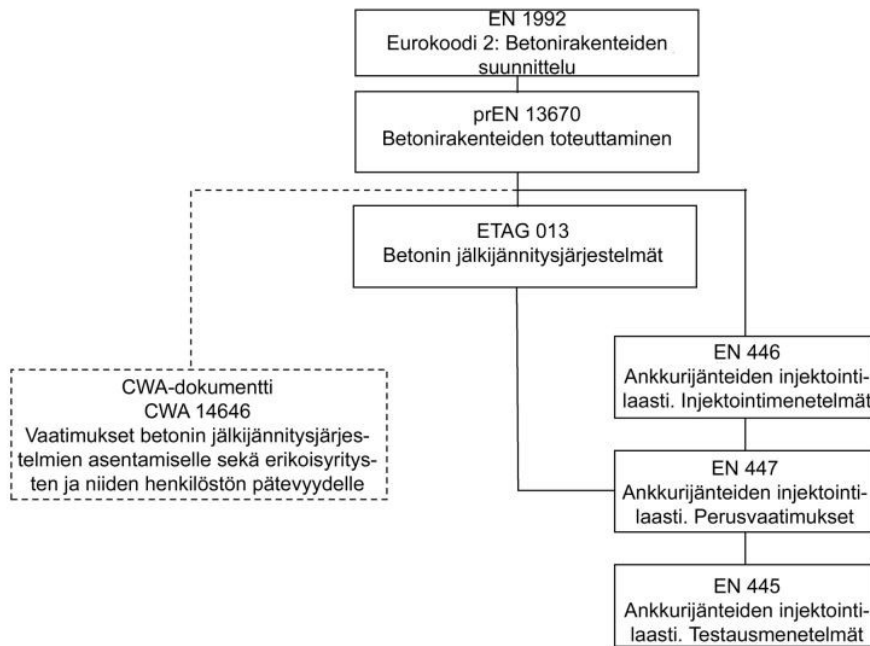 EN 1992
Eurokoodi 2: Betonirakenteiden
suunnittelu
prEN 13670
Betonirakenteiden toteuttaminen
ETAG 013
Betonin jälkijännitysjärjestelmät
EN 446
Ankkurijänteiden injektointi-
laasti. Injektointimenetelmät
CWA-dokumentti
CWA 14646
Vaatimukset betonin jälkijännitysjärjes-
telmien asentamiselle sekä erikoisyritys-
ten ja niiden henkilöstön pätevyydelle
EN 447
Ankkurijänteiden injektointi-
laasti. Perusvaatimukset
EN 445
Ankkurijänteiden injektointi-
laasti. Testausmenetelmät